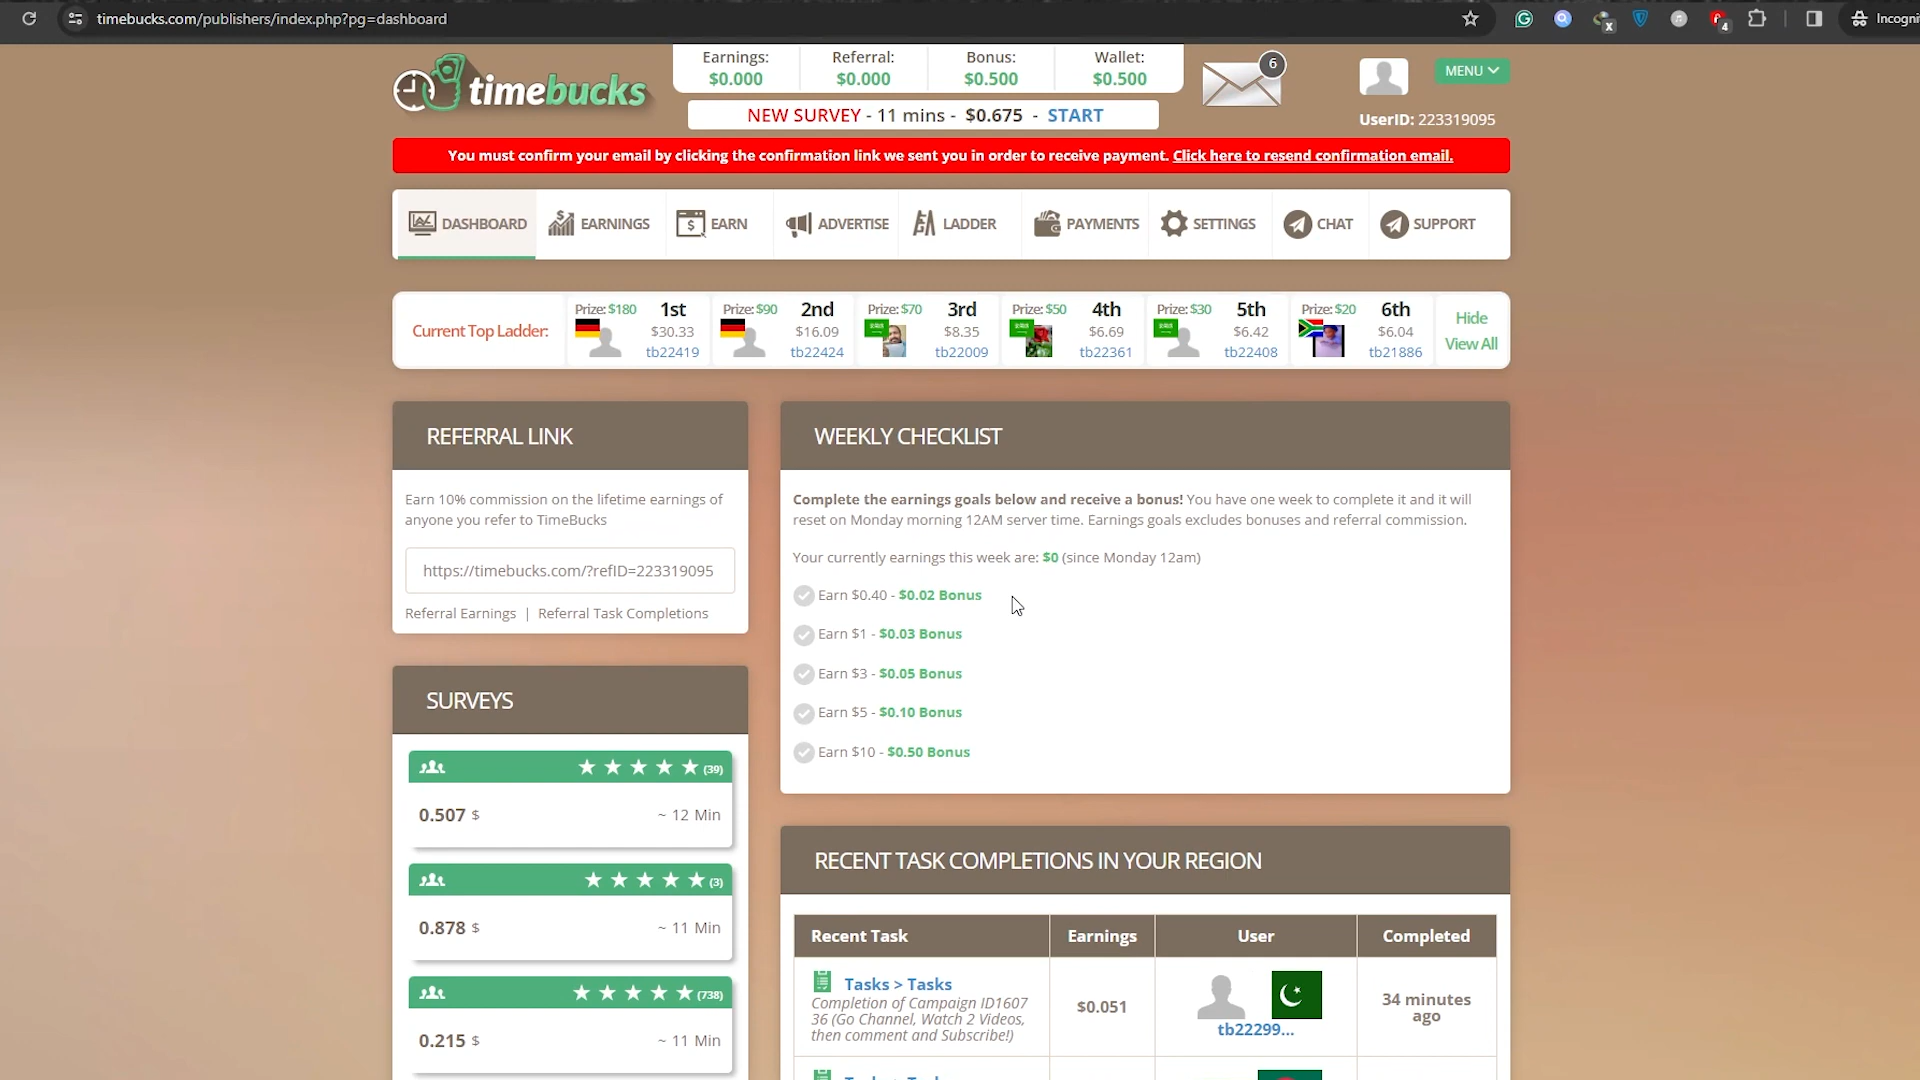 timebucks.com/publishers/index.php?pg=dashboard
4
Incogni
timebucks
Earnings: Referral: Bonus: Wallet:
$0.000 $0.000 $0.500 $0.500
6
MENU
NEW SURVEY - 11 mins - $0.675 - START
UserID: 223319095
You must confirm your email by clicking the confirmation link we sent you in order to receive payment. Click here to resend confirmation email.
DASHBOARD EARNINGS EARN ADVERTISE LADDER PAYMENTS SETTINGS CHAT SUPPORT
Current Top Ladder:
Prize: $180 1st
$30.33
tb22419
Prize: $90 2nd
$16.09
tb22424
Prize: $70 3rd
$8.35
tb22009
Prize: $50 4th
$6.69
tb22361
Prize: $30 5th
$6.42
tb22408
Prize: $20 6th
$6.04
tb21886
Hide
View All
REFERRAL LINK
Earn 10% commission on the lifetime earnings of
anyone you refer to TimeBucks
https://timebucks.com/?refID=223319095
Referral Earnings | Referral Task Completions
SURVEYS
(39)
0.507 $ ~ 12 Min
(3)
0.878 $ ~ 11 Min
(738)
0.215 $ ~ 11 Min
WEEKLY CHECKLIST
Complete the earnings goals below and receive a bonus! You have one week to complete it and it will
reset on Monday morning 12AM server time. Earnings goals excludes bonuses and referral commission.
Your currently earnings this week are: $0 (since Monday 12am)
Earn $0.40 - $0.02 Bonus
Earn $1 - $0.03 Bonus
Earn $3 - $0.05 Bonus
Earn $5 - $0.10 Bonus
Earn $10 - $0.50 Bonus
RECENT TASK COMPLETIONS IN YOUR REGION
Recent Task Earnings User Completed
Tasks > Tasks
Completion of Campaign ID1607
36 (Go Channel, Watch 2 Videos,
then comment and Subscribe!)
$0.051
tb22299...
34 minutes
ago